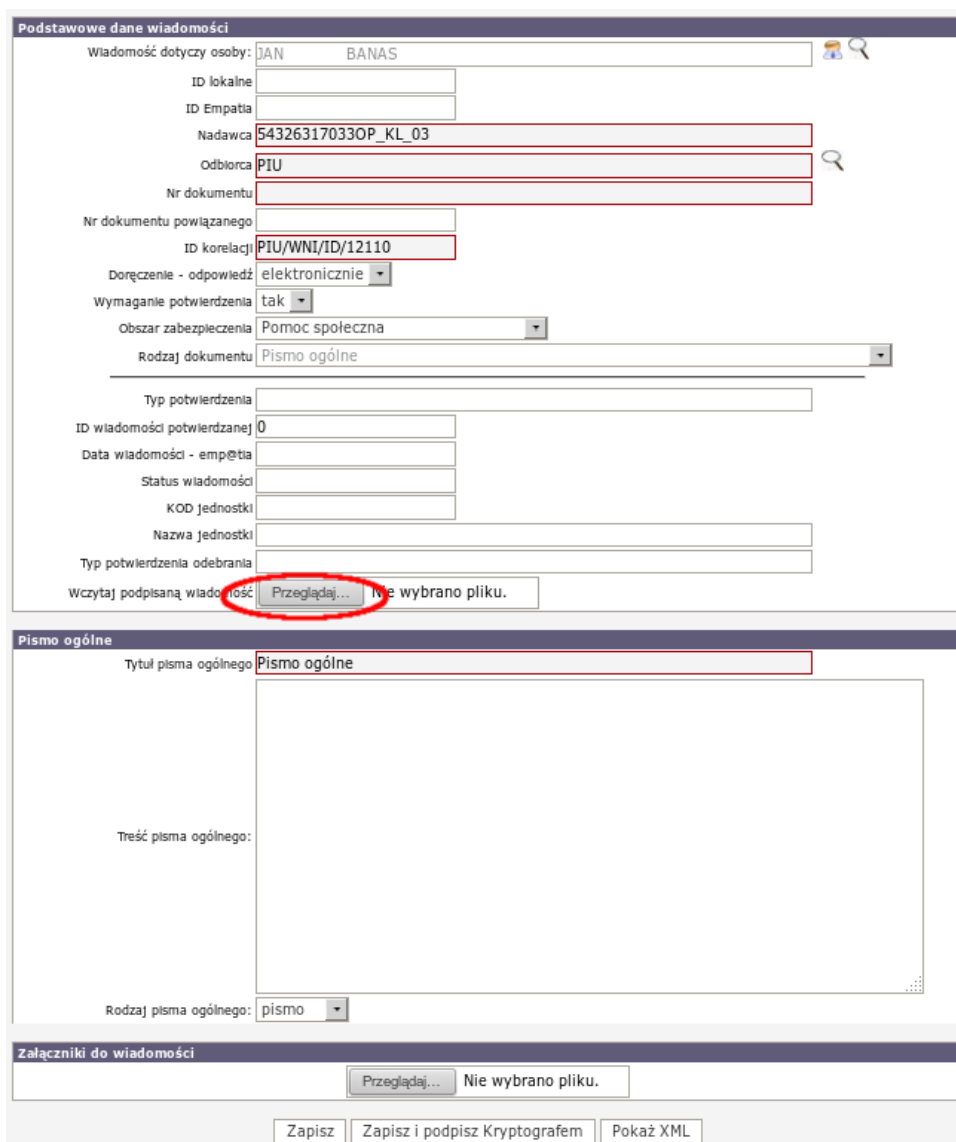 Podstawowe dane wiadomości
Wiadomość dotyczy osoby: JAN BANAS
ID lokalne
ID Empatia
Nadawca 54326317033OP_KL_03
Odbiorca PIU
Nr dokumentu
Nr dokumentu powiązanego
ID korelacji PIU/WNI/ID/12110
Doręczenie - odpowiedź elektronicznie
Wymaganie potwierdzenia tak
Obszar zabezpieczenia Pomoc społeczna
Rodzaj dokumentu Pismo ogólne
Typ potwierdzenia
ID wiadomości potwierdzanej 0
Data wiadomości - emp@tia
Status wiadomości
KOD jednostki
Nazwa jednostki
Typ potwierdzenia odebrania
Wczytaj podpisaną wiadomość Przeglądaj... Nie wybrano pliku.
Pismo ogólne
Tytuł pisma ogólnego Pismo ogólne
Treść pisma ogólnego:
Rodzaj pisma ogólnego: pismo
Załączniki do wiadomości
Przeglądaj... Nie wybrano pliku.
Zapisz Zapisz i podpisz Kryptografem Pokaż XML